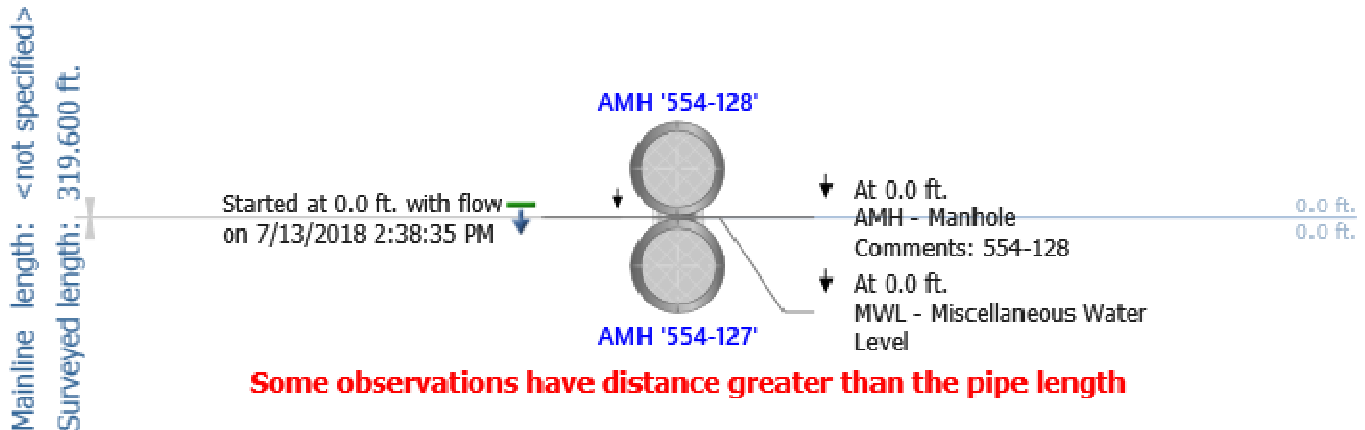 Mainline length: <not specified>
Surveyed length: 319.600 ft.
AMH '554-128'
Started at 0.0 ft. with flow
on 7/13/2018 2:38:35 PM
At 0.0 ft.
AMH - Manhole
Comments: 554-128
At 0.0 ft.
MWL - Miscellaneous Water
Level
0.0 ft.
0.0 ft.
AMH '554-127'
Some observations have distance greater than the pipe length